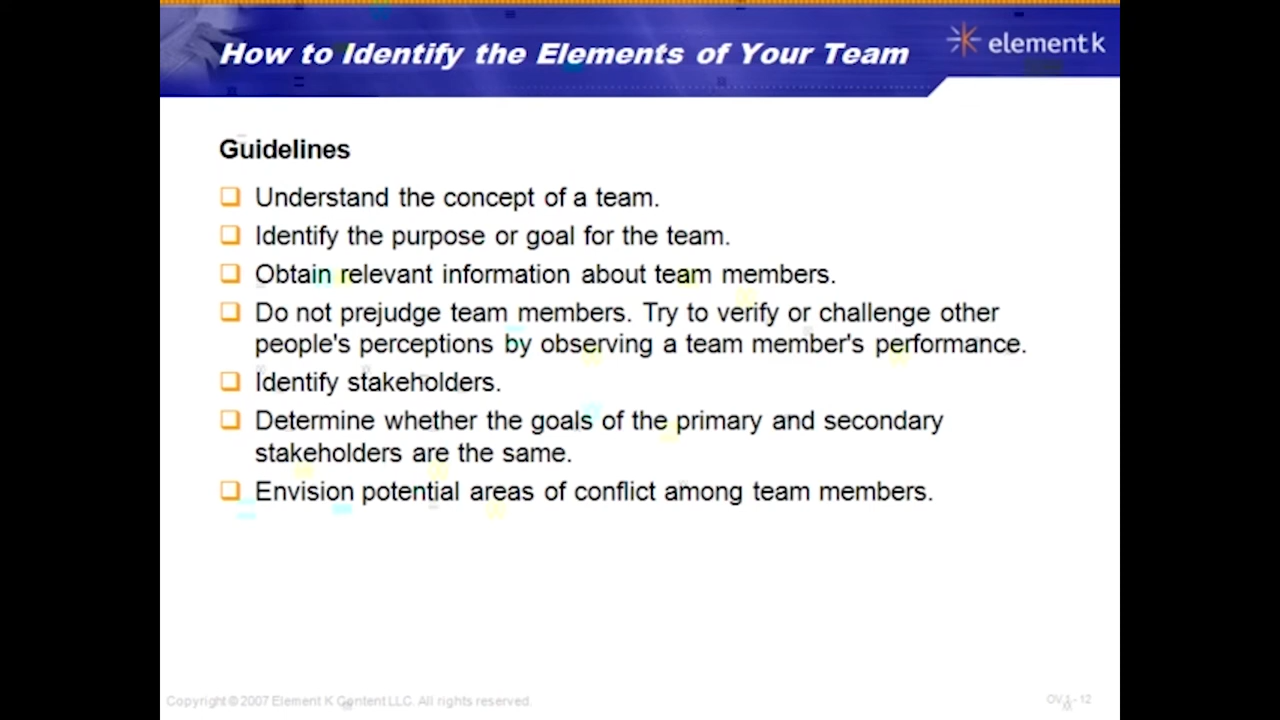 How to Identify the Elements of Your Team
element k
Guidelines
Understand the concept of a team.
Identify the purpose or goal for the team.
Obtain relevant information about team members.
Do not prejudge team members. Try to verify or challenge other
people's perceptions by observing a team member's performance.
Identify stakeholders.
Determine whether the goals of the primary and secondary
stakeholders are the same.
Envision potential areas of conflict among team members.
Copyright © 2007 Element K Content LLC. All rights reserved.
OV 1 - 12